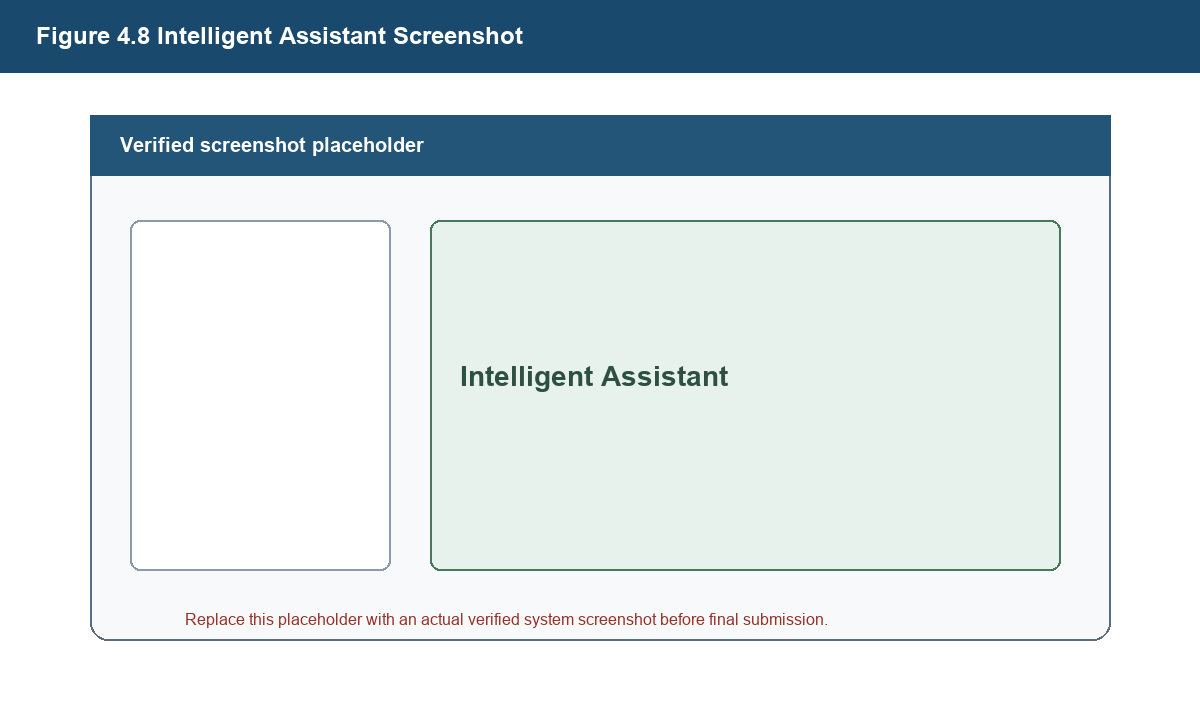 Figure 4.8 Intelligent Assistant Screenshot
Verified screenshot placeholder
Intelligent Assistant
Replace this placeholder with an actual verified system screenshot before final submission.